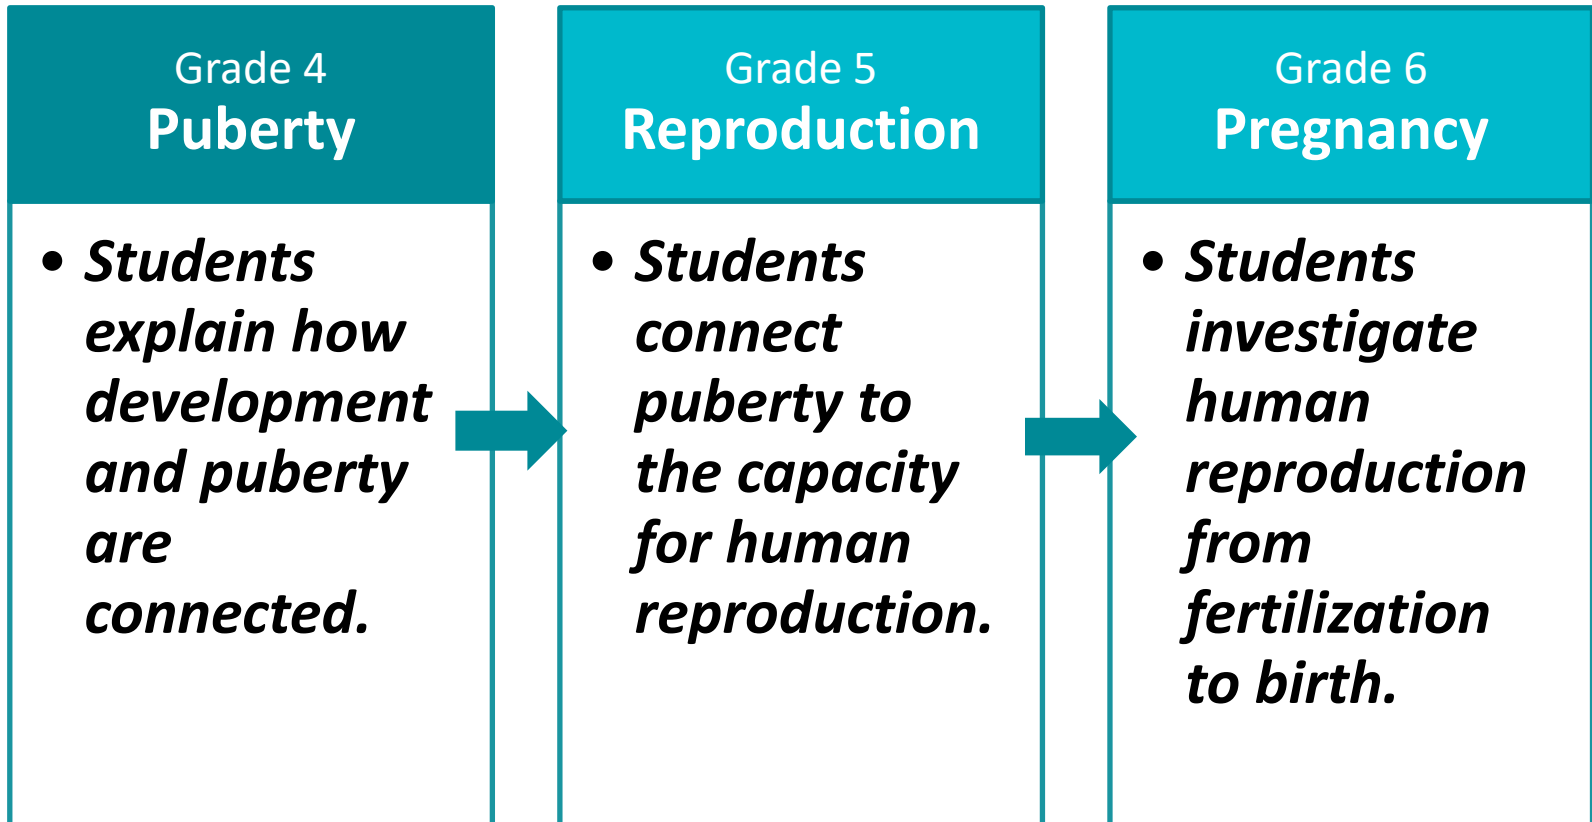 Grade 4
Puberty
• Students
explain how
development
and puberty
are
connected.
Grade 5
Reproduction
• Students
connect
puberty to
the capacity
for human
reproduction.
Grade 6
Pregnancy
• Students
investigate
human
reproduction
from
fertilization
to birth.